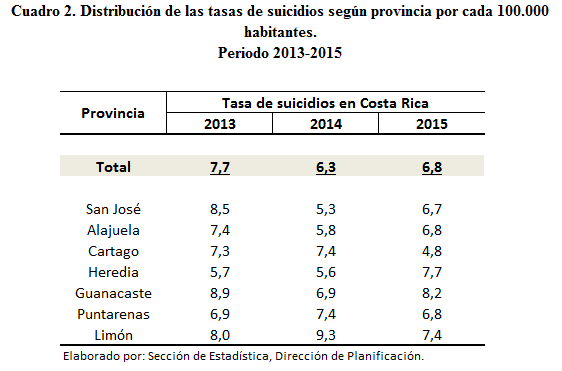 Cuadro 2. Distribución de las tasas de suicidios según provincia por cada 100.000
habitantes.
Periodo 2013-2015
Provincia
Tasa de suicidios en Costa Rica
2013 2014 2015
Total 7,7 6,3 6,8
San José 8,5 5,3 6,7
Alajuela 7,4 5,8 6,8
Cartago 7,3 7,4 4,8
Heredia 5,7 5,6 7,7
Guanacaste 8,9 6,9 8,2
Puntarenas 6,9 7,4 6,8
Limón 8,0 9,3 7,4
Elaborado por: Sección de Estadística, Dirección de Planificación.